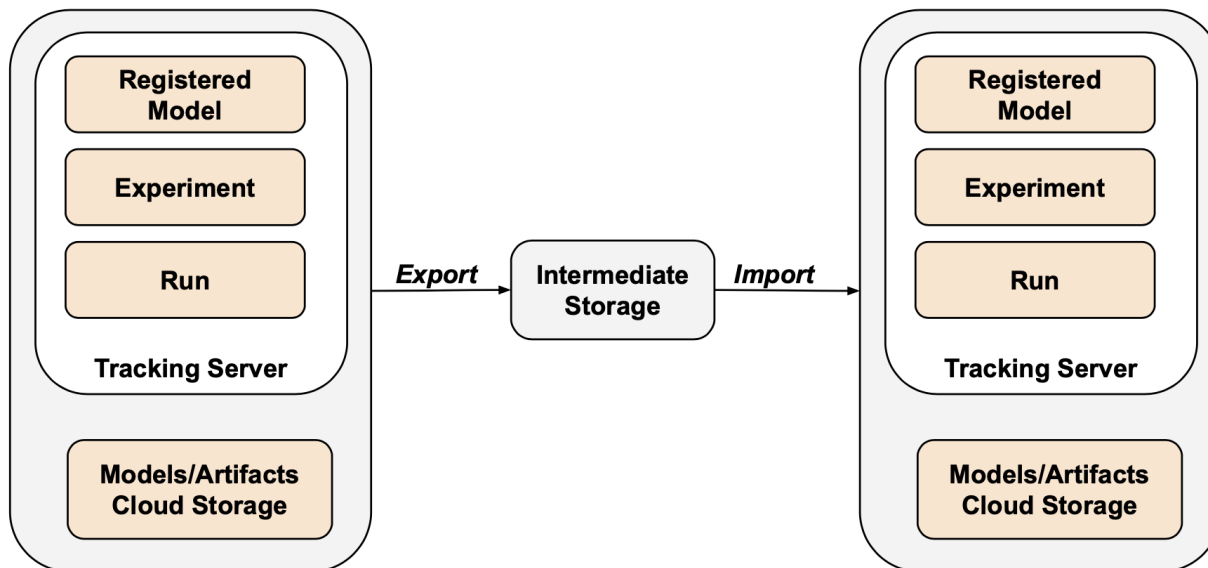 Registered
Model
Experiment
Run
Tracking Server
Models/Artifacts
Cloud Storage
Export
Intermediate
Storage
Import
Registered
Model
Experiment
Run
Tracking Server
Models/Artifacts
Cloud Storage